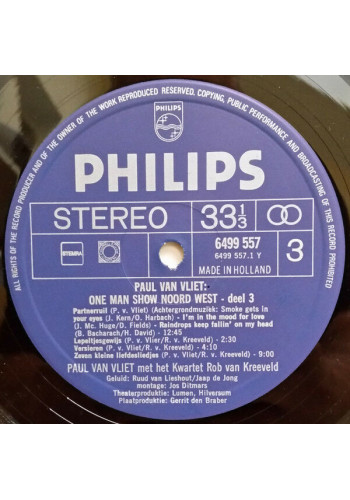 ALL RIGHTS OF THE PRODUCER AND OF THE OWNER OF THE WORK REPRODUCED RESERVED. COPYING, PUBLIC PERFORMANCE AND BROADCASTING OF THIS RECORD PROHIBITED
PHILIPS
PHILIPS
STEREO 33 1/3
STEMRA
6499 557
6499 557.1 Y
MADE IN HOLLAND
3
PAUL VAN VLIET:
ONE MAN SHOW NOORD WEST - deel 3
Partnerruil (P. v. Vliet) (Achtergrondmuziek: Smoke gets in
your eyes (J. Kern/O. Harbach) - I'm in the mood for love
(J. Mc. Huge/D. Fields) - Raindrops keep fallin' on my head
(B. Bacharach/H. David) - 12:45
Lepeltjengswijs (P. v. Vlier/R. v. Kreeveld) - 2:30
Versieren (P. v. Vliet/R. v. Kreeveld) - 4:10
Zeven kleine liefdesliedjes (P.v. Vliet/R.v. Kreeveld) - 9:00
PAUL VAN VLIET met het Kwartet Rob van Kreeveld
Geluid: Ruud van Lieshout/Jaap de Jong
montage: Jos Ditmars
Theaterproduktie: Lumen, Hilversum
Plaatproduktie: Gerrit den Braber